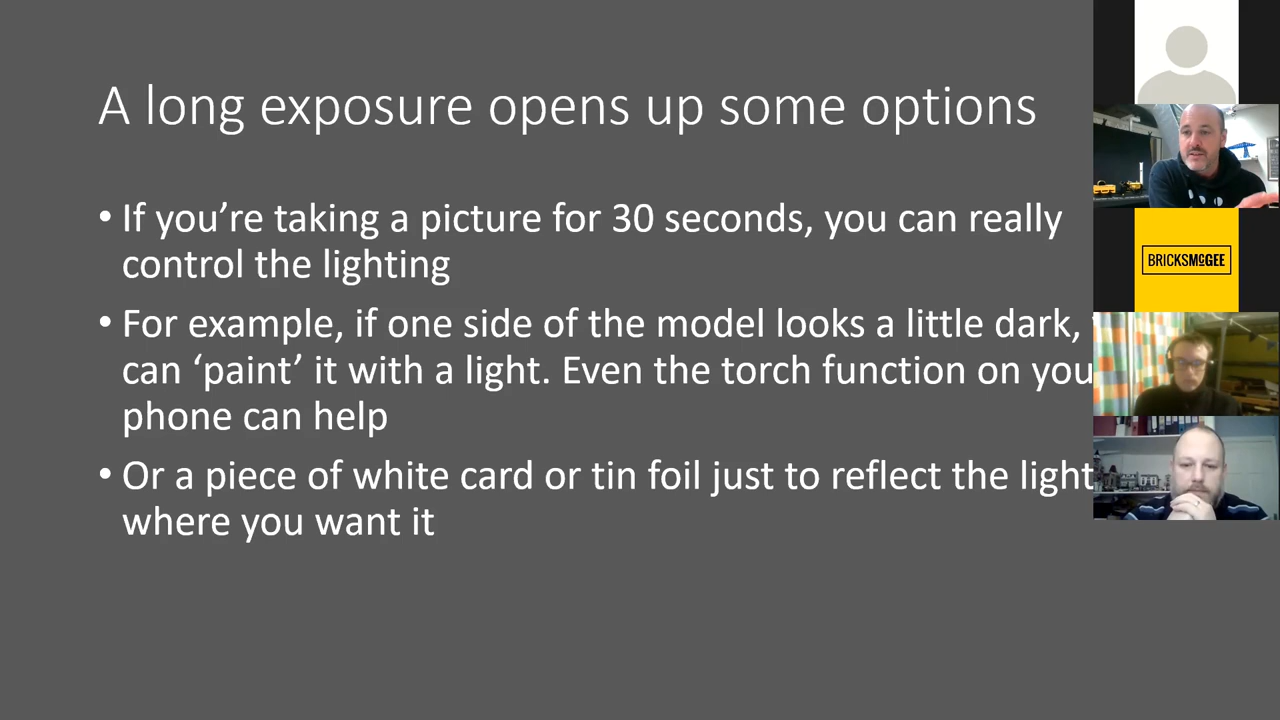 A long exposure opens up some options
• If you’re taking a picture for 30 seconds, you can really
control the lighting
• For example, if one side of the model looks a little dark,
can ‘paint’ it with a light. Even the torch function on
phone can help
• Or a piece of white card or tin foil just to reflect the light
where you want it
BRICKSMcGEE